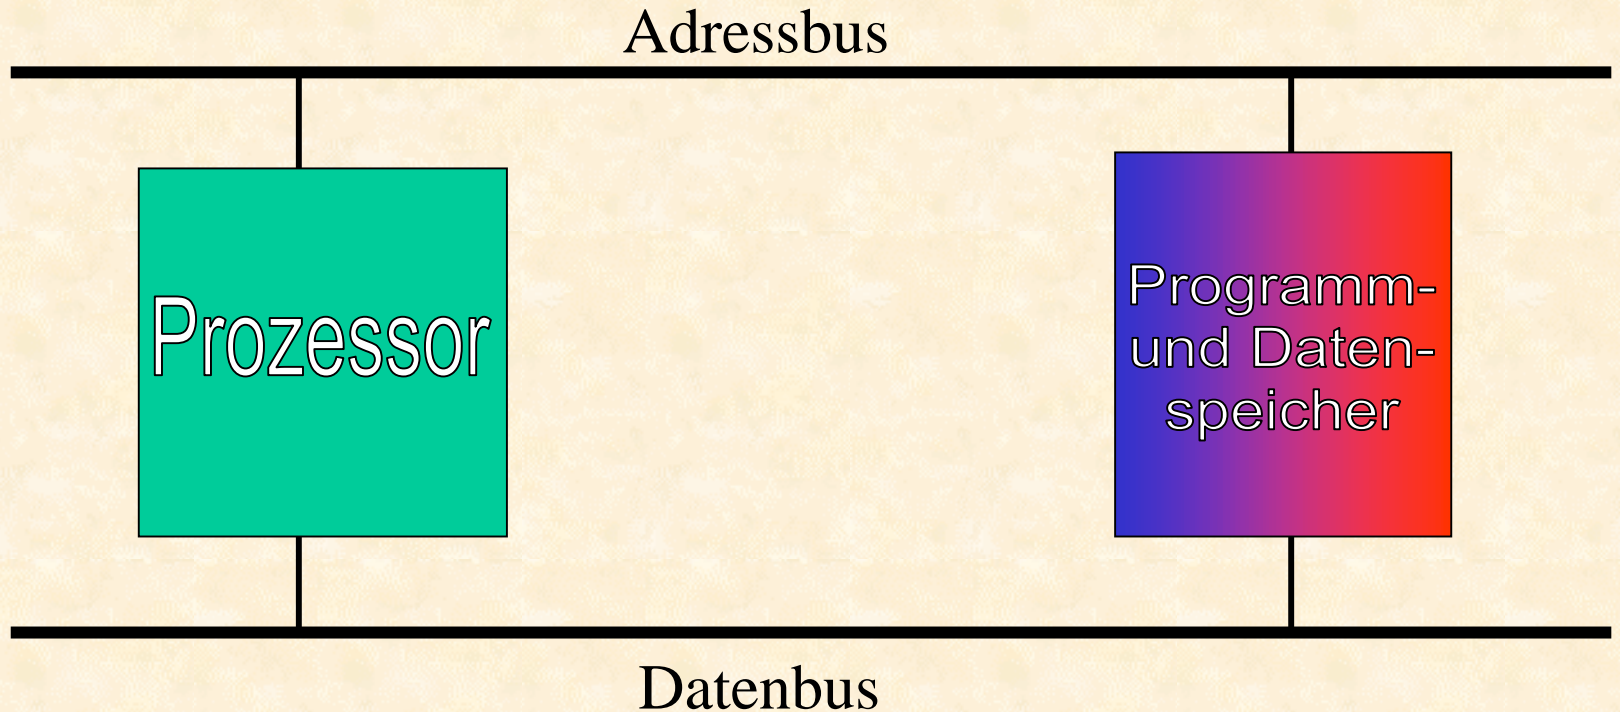 Adressbus
Prozessor
Programm-
und Daten-
speicher
Datenbus